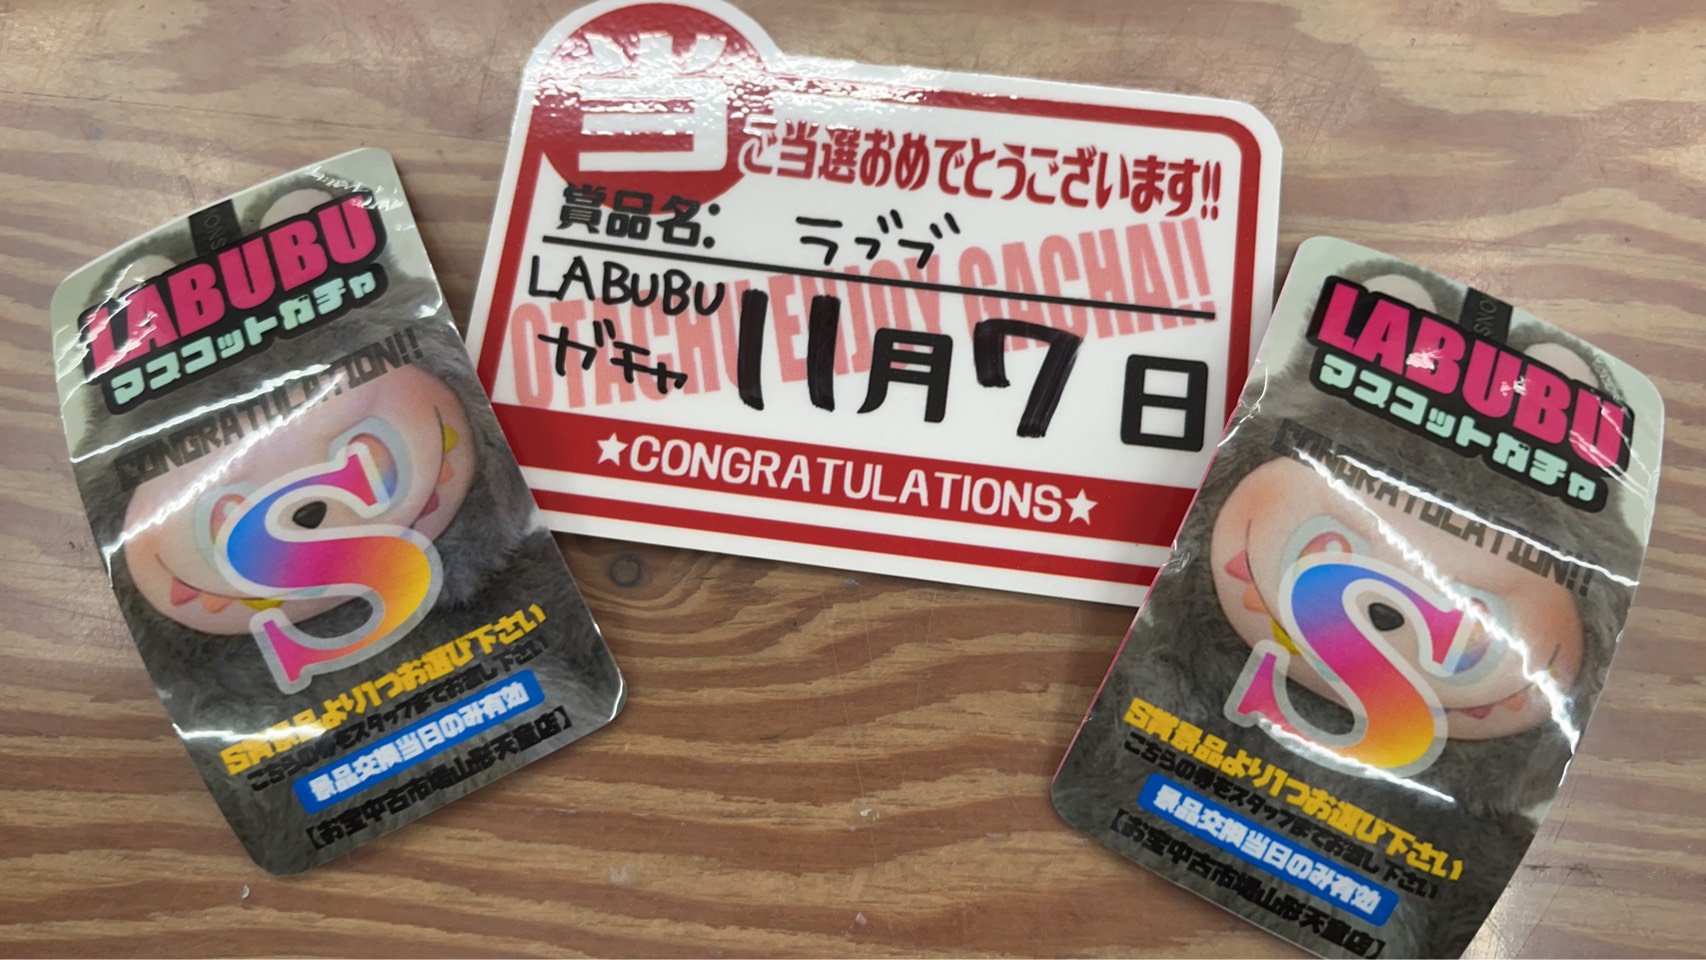 当
ご当選おめでとうございます!!
賞品名: ラブブ
LABUBU
ガチャ
11月7日
OTACHU ENJOY GACHA!!
★CONGRATULATIONS★
LABUBU
マスコットガチャ
CONGRATULATION!!
S
S賞景品より1つお選び下さい
こちらの券をスタッフまでお渡し下さい
景品交換当日のみ有効
【お宝中古市場山形天童店】
LABUBU
マスコットガチャ
CONGRATULATION!!
S
S賞景品より1つお選び下さい
こちらの券をスタッフまでお渡し下さい
景品交換当日のみ有効
【お宝中古市場山形天童店】